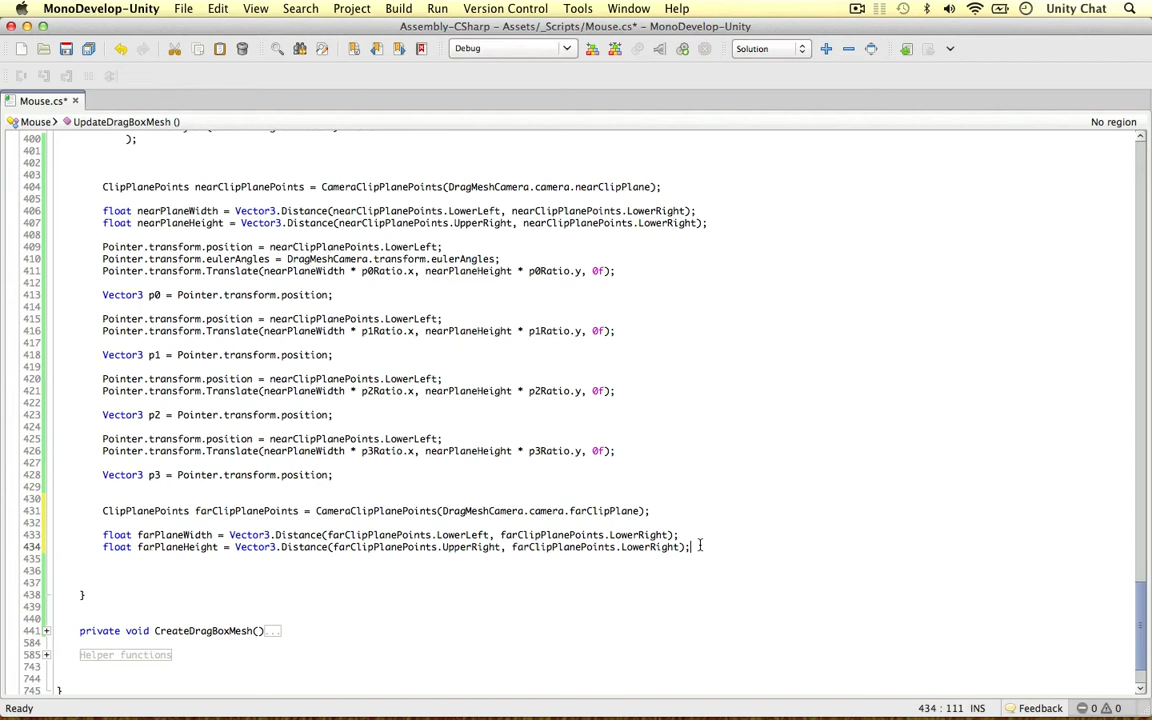 MonoDevelop-Unity File Edit View Search Project Build Run Version Control Tools Window Help Unity Chat
Assembly-CSharp - Assets/_Scripts/Mouse.cs* - MonoDevelop-Unity
Debug Solution
Mouse.cs*
Mouse UpdateDragBoxMesh () No region
400
401 );
402
403
404 ClipPlanePoints nearClipPlanePoints = CameraClipPlanePoints(DragMeshCamera.camera.nearClipPlane);
405
406 float nearPlaneWidth = Vector3.Distance(nearClipPlanePoints.LowerLeft, nearClipPlanePoints.LowerRight);
407 float nearPlaneHeight = Vector3.Distance(nearClipPlanePoints.UpperRight, nearClipPlanePoints.LowerRight);
408
409 Pointer.transform.position = nearClipPlanePoints.LowerLeft;
410 Pointer.transform.eulerAngles = DragMeshCamera.transform.eulerAngles;
411 Pointer.transform.Translate(nearPlaneWidth * p0Ratio.x, nearPlaneHeight * p0Ratio.y, 0f);
412
413 Vector3 p0 = Pointer.transform.position;
414
415 Pointer.transform.position = nearClipPlanePoints.LowerLeft;
416 Pointer.transform.Translate(nearPlaneWidth * p1Ratio.x, nearPlaneHeight * p1Ratio.y, 0f);
417
418 Vector3 p1 = Pointer.transform.position;
419
420 Pointer.transform.position = nearClipPlanePoints.LowerLeft;
421 Pointer.transform.Translate(nearPlaneWidth * p2Ratio.x, nearPlaneHeight * p2Ratio.y, 0f);
422
423 Vector3 p2 = Pointer.transform.position;
424
425 Pointer.transform.position = nearClipPlanePoints.LowerLeft;
426 Pointer.transform.Translate(nearPlaneWidth * p3Ratio.x, nearPlaneHeight * p3Ratio.y, 0f);
427
428 Vector3 p3 = Pointer.transform.position;
429
430
431 ClipPlanePoints farClipPlanePoints = CameraClipPlanePoints(DragMeshCamera.camera.farClipPlane);
432
433 float farPlaneWidth = Vector3.Distance(farClipPlanePoints.LowerLeft, farClipPlanePoints.LowerRight);
434 float farPlaneHeight = Vector3.Distance(farClipPlanePoints.UpperRight, farClipPlanePoints.LowerRight);
435
436
437
438 }
439
440
441 private void CreateDragBoxMesh()...
584
585 Helper functions
743
744
745 }
Ready 434 : 111 INS Feedback 0 0